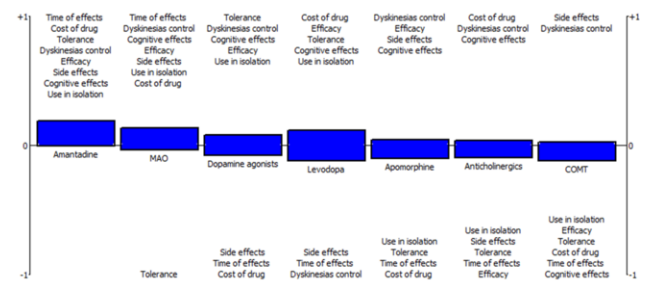 +1
Time of effects
Cost of drug
Tolerance
Dyskinesias control
Efficacy
Side effects
Cognitive effects
Use in isolation
Time of effects
Dyskinesias control
Cognitive effects
Efficacy
Side effects
Use in isolation
Cost of drug
Tolerance
Dyskinesias control
Cognitive effects
Efficacy
Use in isolation
Cost of drug
Efficacy
Tolerance
Cognitive effects
Use in isolation
Dyskinesias control
Efficacy
Side effects
Cognitive effects
Cost of drug
Dyskinesias control
Cognitive effects
Side effects
Dyskinesias control
+1
0
Amantadine
MAO
Dopamine agonists
Levodopa
Apomorphine
Anticholinergics
COMT
0
-1
Tolerance
Side effects
Time of effects
Cost of drug
Side effects
Time of effects
Dyskinesias control
Use in isolation
Tolerance
Time of effects
Cost of drug
Use in isolation
Side effects
Tolerance
Time of effects
Efficacy
Use in isolation
Efficacy
Tolerance
Cost of drug
Time of effects
Cognitive effects
-1